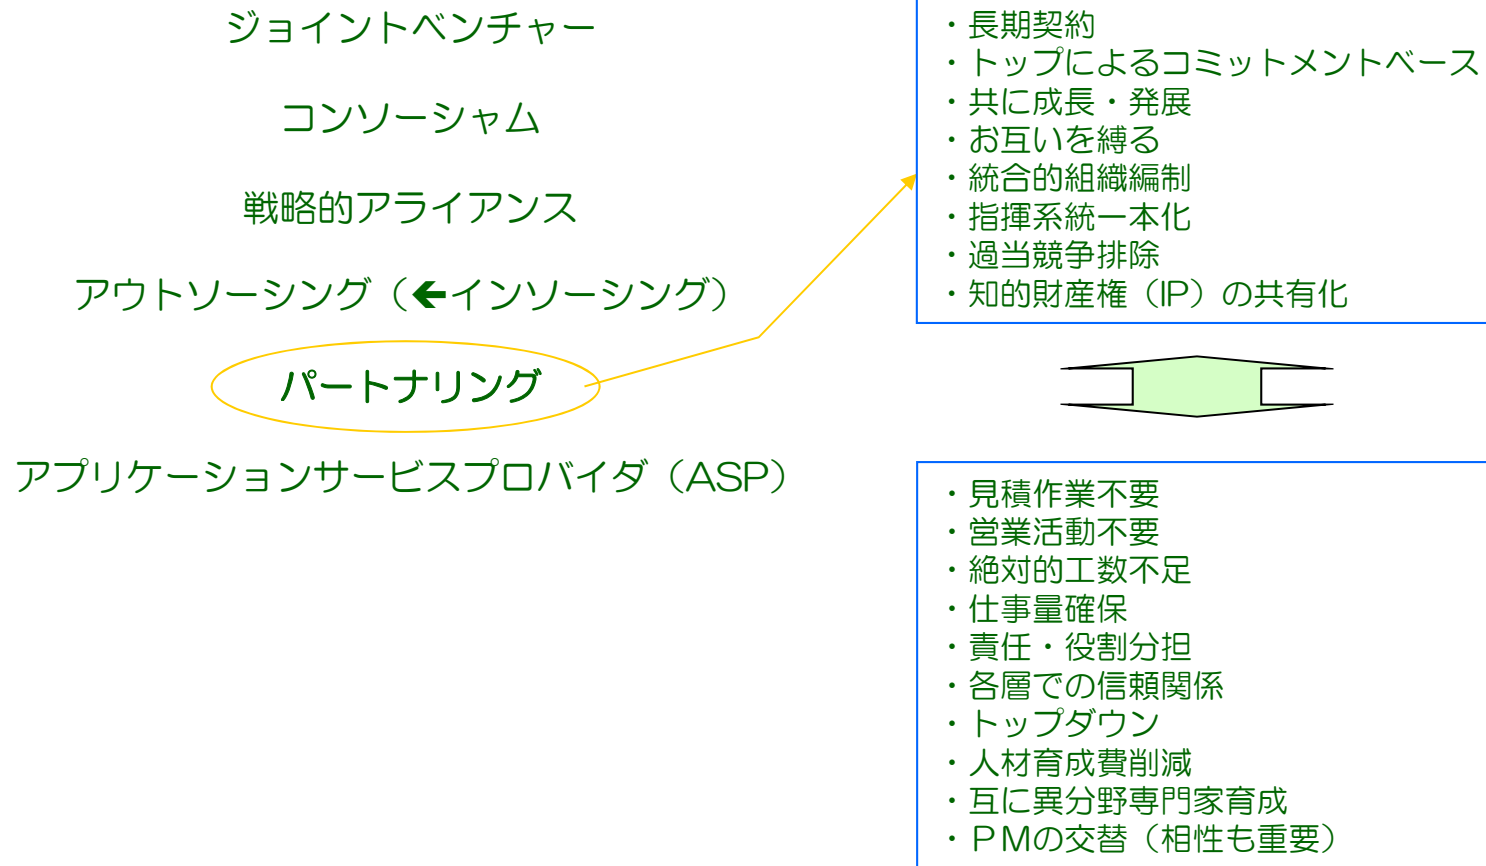 ジョイントベンチャー
コンソーシャム
戦略的アライアンス
アウトソーシング（←インソーシング）
パートナリング
アプリケーションサービスプロバイダ（ASP）
・長期契約
・トップによるコミットメントベース
・共に成長・発展
・お互いを縛る
・統合的組織編制
・指揮系統一本化
・過当競争排除
・知的財産権（IP）の共有化
・見積作業不要
・営業活動不要
・絶対的工数不足
・仕事量確保
・責任・役割分担
・各層での信頼関係
・トップダウン
・人材育成費削減
・互に異分野専門家育成
・ＰＭの交替（相性も重要）